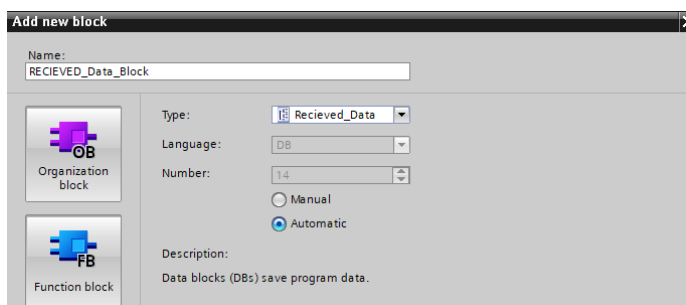 Add new block
Name:
RECIEVED_Data_Block
Type:
Recieved_Data
Language:
DB
Number:
14
Manual
Automatic
Description:
Data blocks (DBs) save program data.
OB
Organization
block
FB
Function block